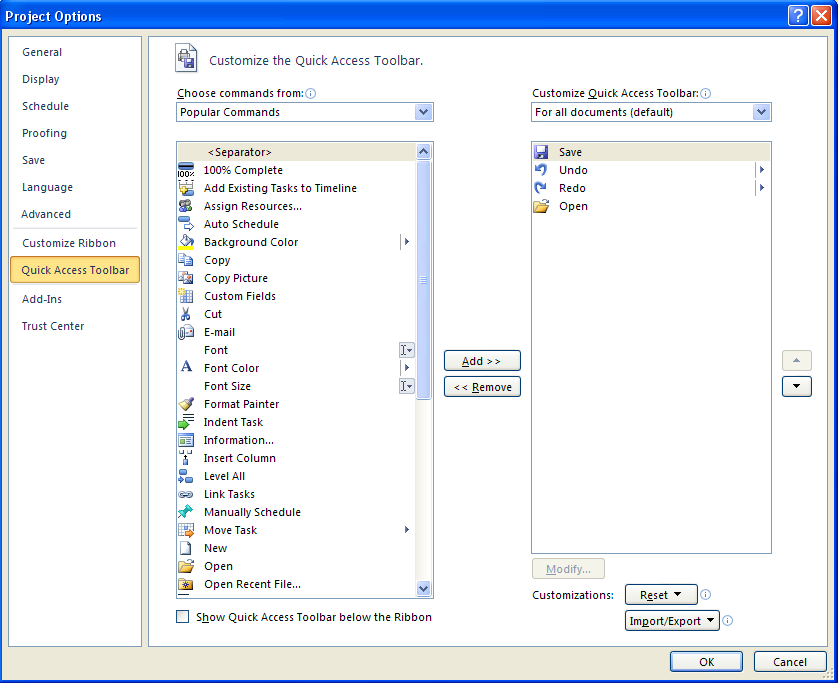 Project Options
General
Display
Schedule
Proofing
Save
Language
Advanced
Customize Ribbon
Quick Access Toolbar
Add-Ins
Trust Center
Customize the Quick Access Toolbar.
Choose commands from:
Popular Commands
<Separator>
100% Complete
Add Existing Tasks to Timeline
Assign Resources...
Auto Schedule
Background Color
Copy
Copy Picture
Custom Fields
Cut
E-mail
Font
Font Color
Font Size
Format Painter
Indent Task
Information...
Insert Column
Level All
Link Tasks
Manually Schedule
Move Task
New
Open
Open Recent File...
Show Quick Access Toolbar below the Ribbon
Add >>
<< Remove
Customize Quick Access Toolbar:
For all documents (default)
Save
Undo
Redo
Open
Modify...
Customizations:
Reset
Import/Export
OK
Cancel